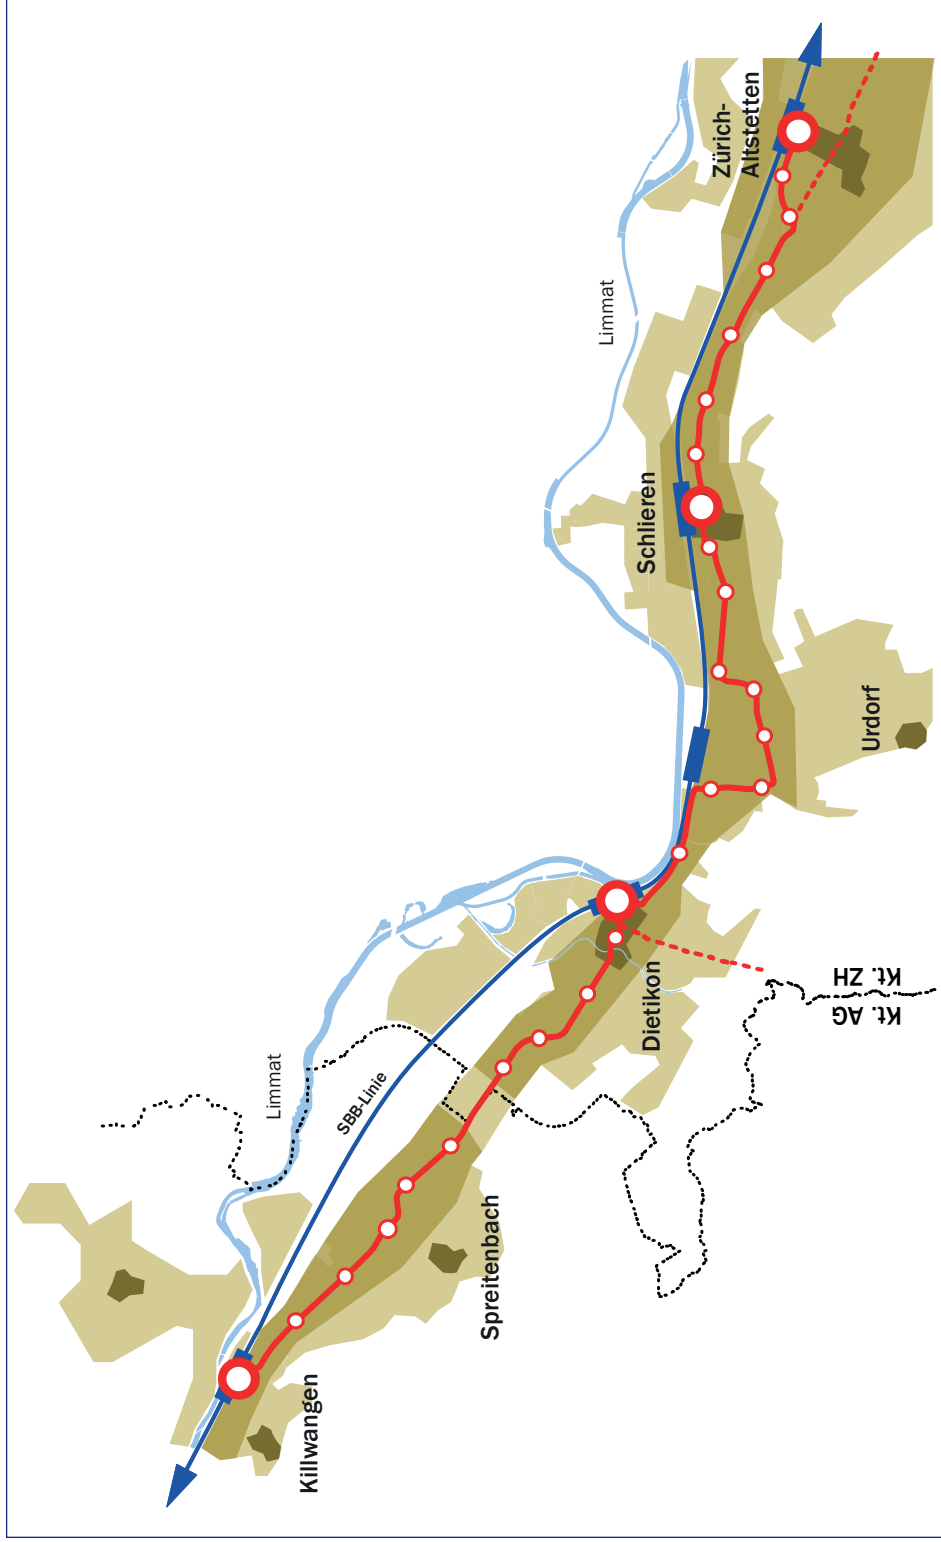 Zürich-
Altstetten
Limmat
Schlieren
Urdorf
Dietikon
Kt. ZH
Kt. AG
Limmat
SBB-Linie
Spreitenbach
Killwangen